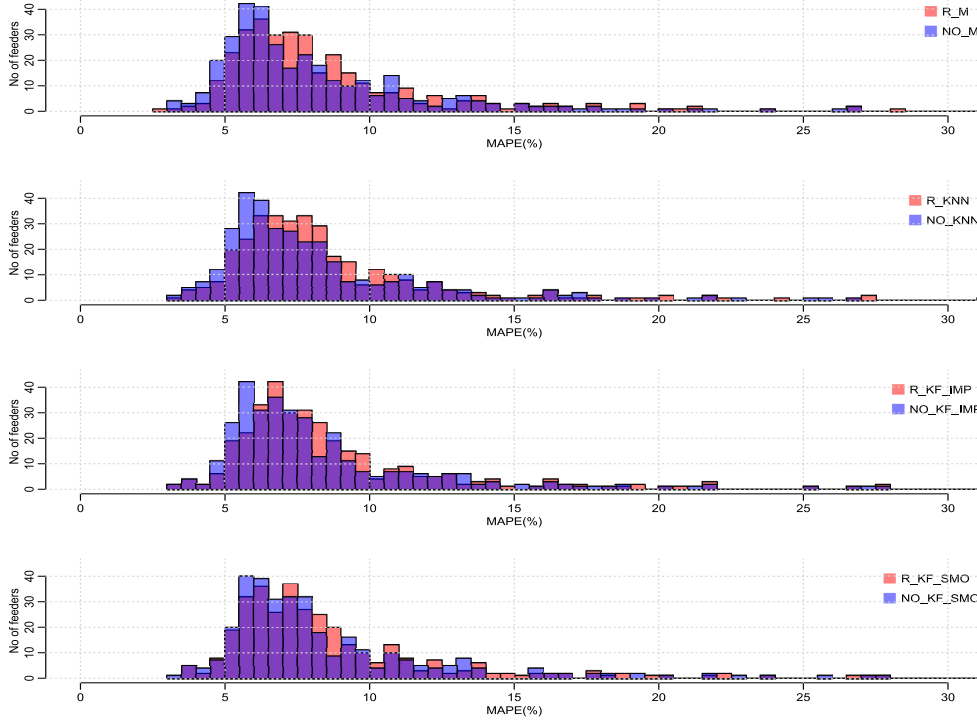 No of feeders
0 10 20 30 40
R_M
NO_M
0 5 10 15 20 25 30
MAPE(%)
No of feeders
0 10 20 30 40
R_KNN
NO_KNN
0 5 10 15 20 25 30
MAPE(%)
No of feeders
0 10 20 30 40
R_KF_IMP
NO_KF_IMP
0 5 10 15 20 25 30
MAPE(%)
No of feeders
0 10 20 30 40
R_KF_SMO
NO_KF_SMO
0 5 10 15 20 25 30
MAPE(%)